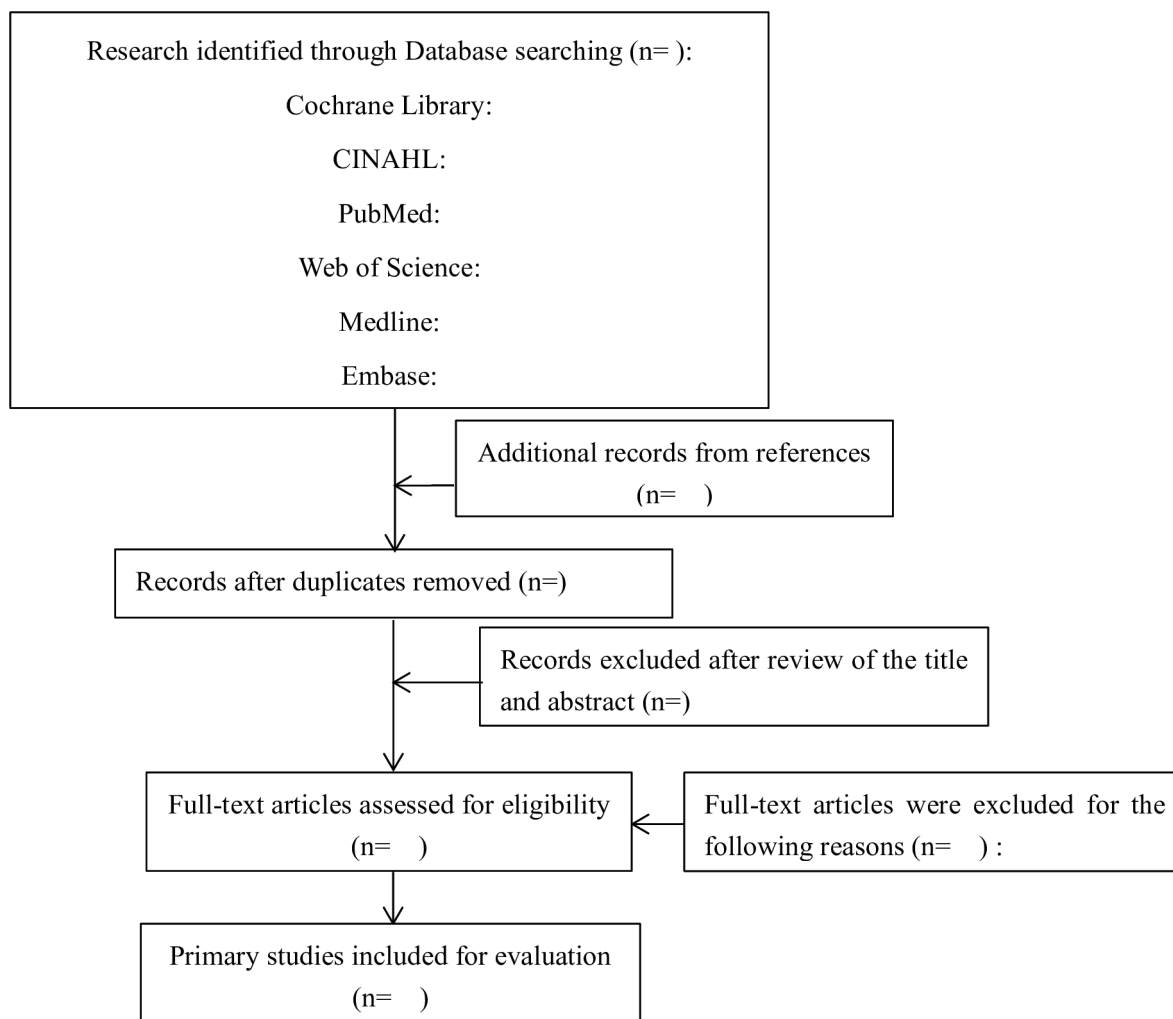 Research identified through Database searching (n= ):
Cochrane Library:
CINAHL:
PubMed:
Web of Science:
Medline:
Embase:
Additional records from references
(n=    )
Records after duplicates removed (n=)
Records excluded after review of the title
and abstract (n=)
Full-text articles assessed for eligibility
(n=    )
Full-text articles were excluded for the
following reasons (n=    ) :
Primary studies included for evaluation
(n=    )